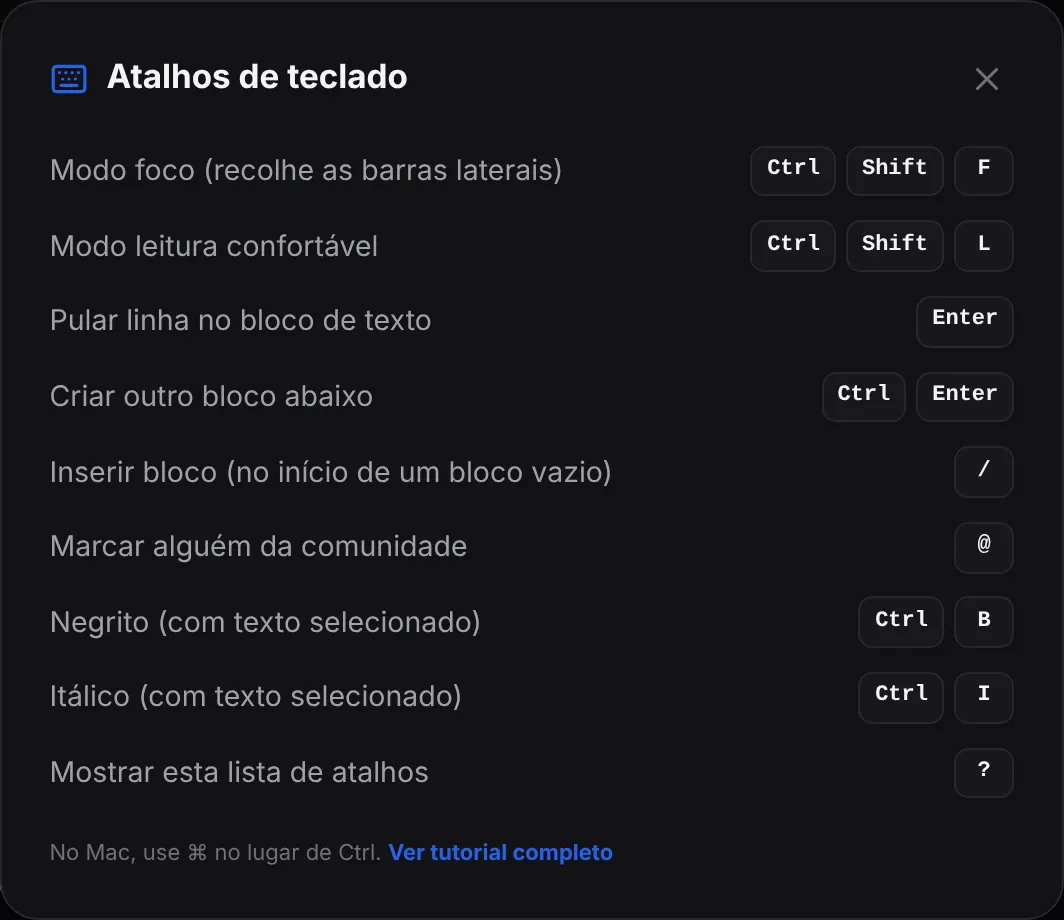 Atalhos de teclado
Modo foco (recolhe as barras laterais) Ctrl Shift F
Modo leitura confortável Ctrl Shift L
Pular linha no bloco de texto Enter
Criar outro bloco abaixo Ctrl Enter
Inserir bloco (no início de um bloco vazio) /
Marcar alguém da comunidade @
Negrito (com texto selecionado) Ctrl B
Itálico (com texto selecionado) Ctrl I
Mostrar esta lista de atalhos ?
No Mac, use ⌘ no lugar de Ctrl. Ver tutorial completo